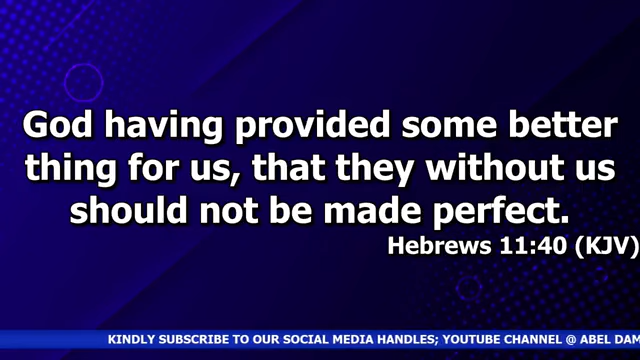 God having provided some better
thing for us, that they without us
should not be made perfect.
Hebrews 11:40 (KJV)
KINDLY SUBSCRIBE TO OUR SOCIAL MEDIA HANDLES; YOUTUBE CHANNEL @ ABEL DAM